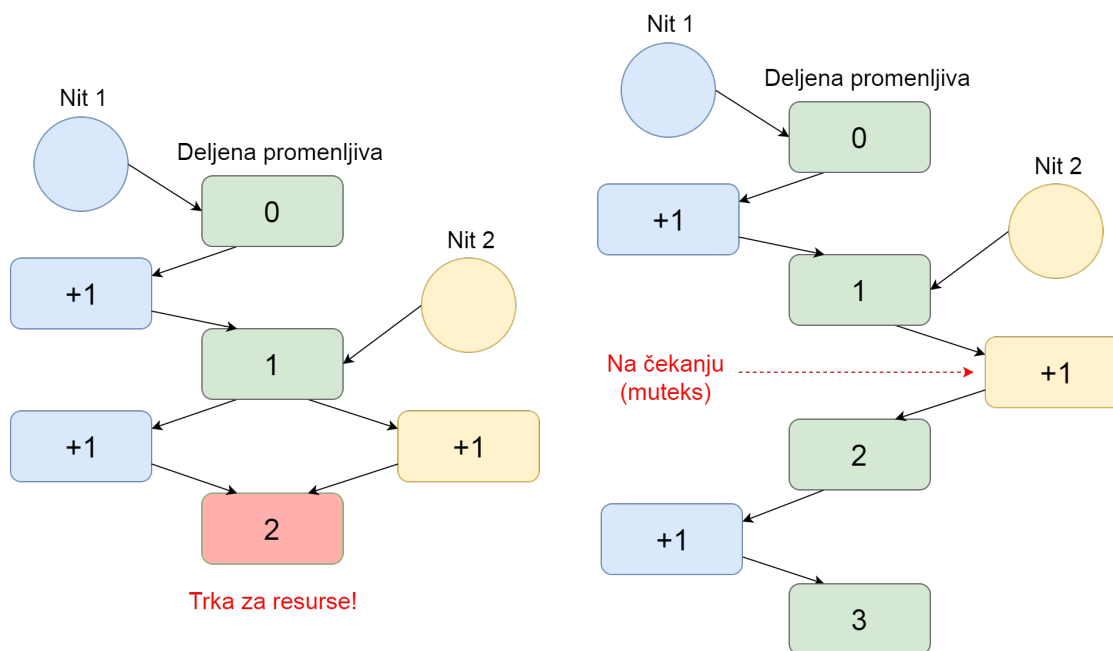 Nit 1
Deljena promenljiva
0
+1
Nit 2
1
+1
+1
2
Trka za resurse!
Nit 1
Deljena promenljiva
0
+1
Nit 2
1
Na čekanju
(muteks)
+1
2
+1
3